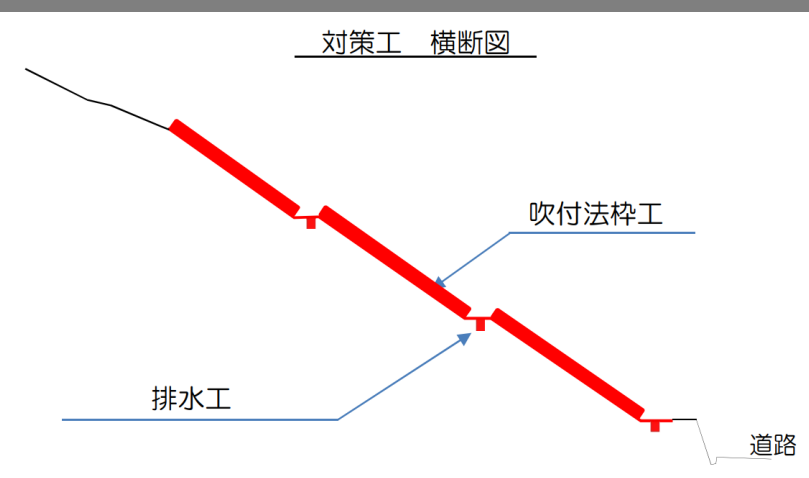 対策工　横断図
吹付法枠工
排水工
道路